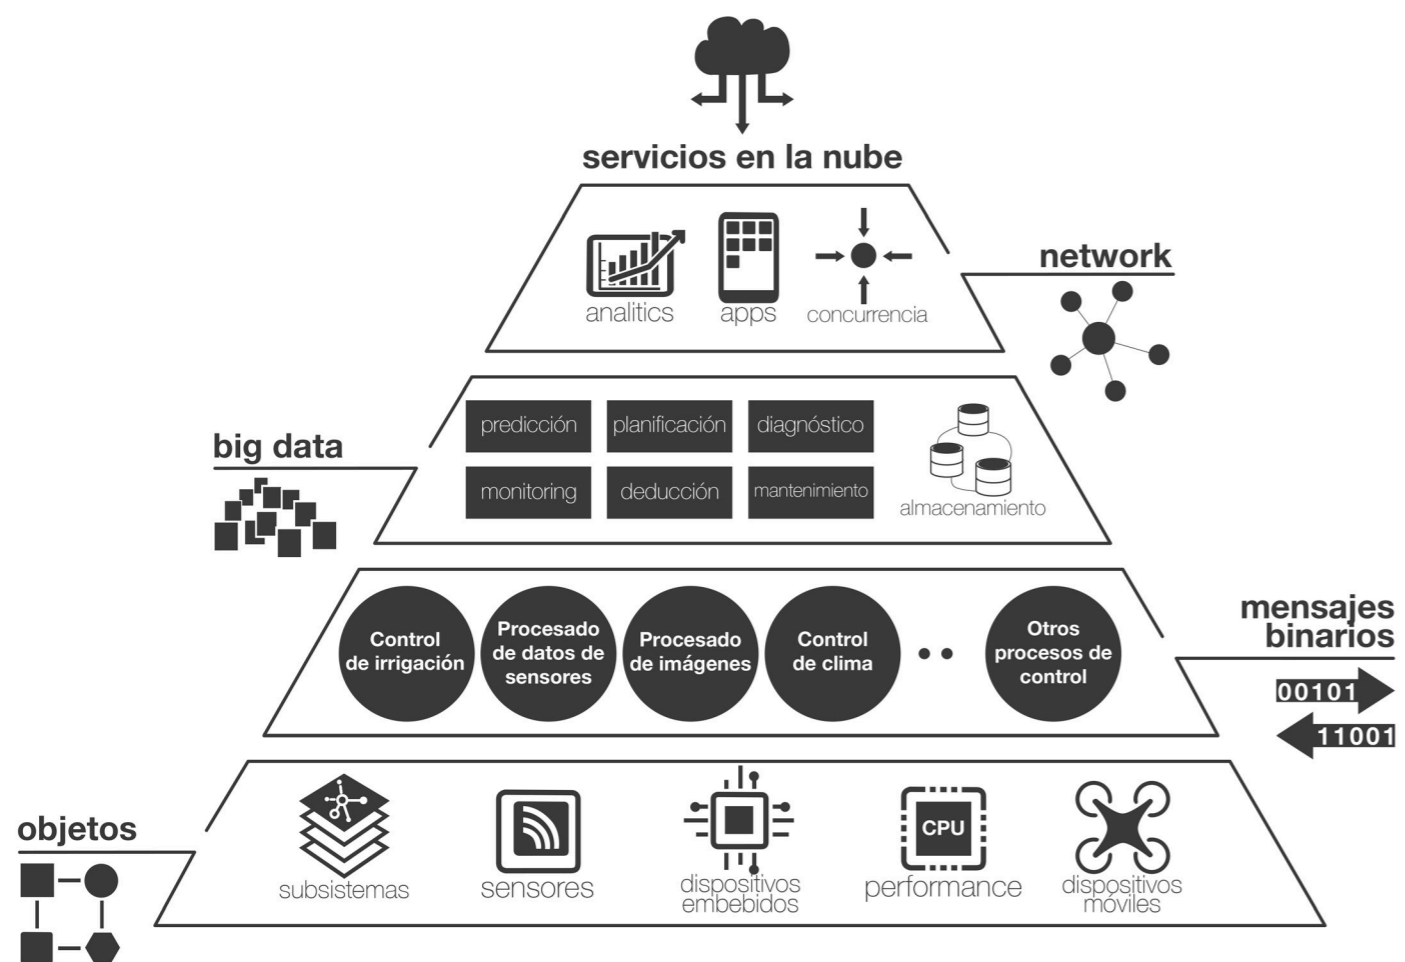 servicios en la nube
analitics
apps
concurrencia
network
big data
predicción
planificación
diagnóstico
monitoring
deducción
mantenimiento
almacenamiento
Control
de irrigación
Procesado
de datos de
sensores
Procesado
de imágenes
Control
de clima
Otros
procesos de
control
mensajes
binarios
00101
11001
objetos
subsistemas
sensores
dispositivos
embebidos
CPU
performance
dispositivos
móviles